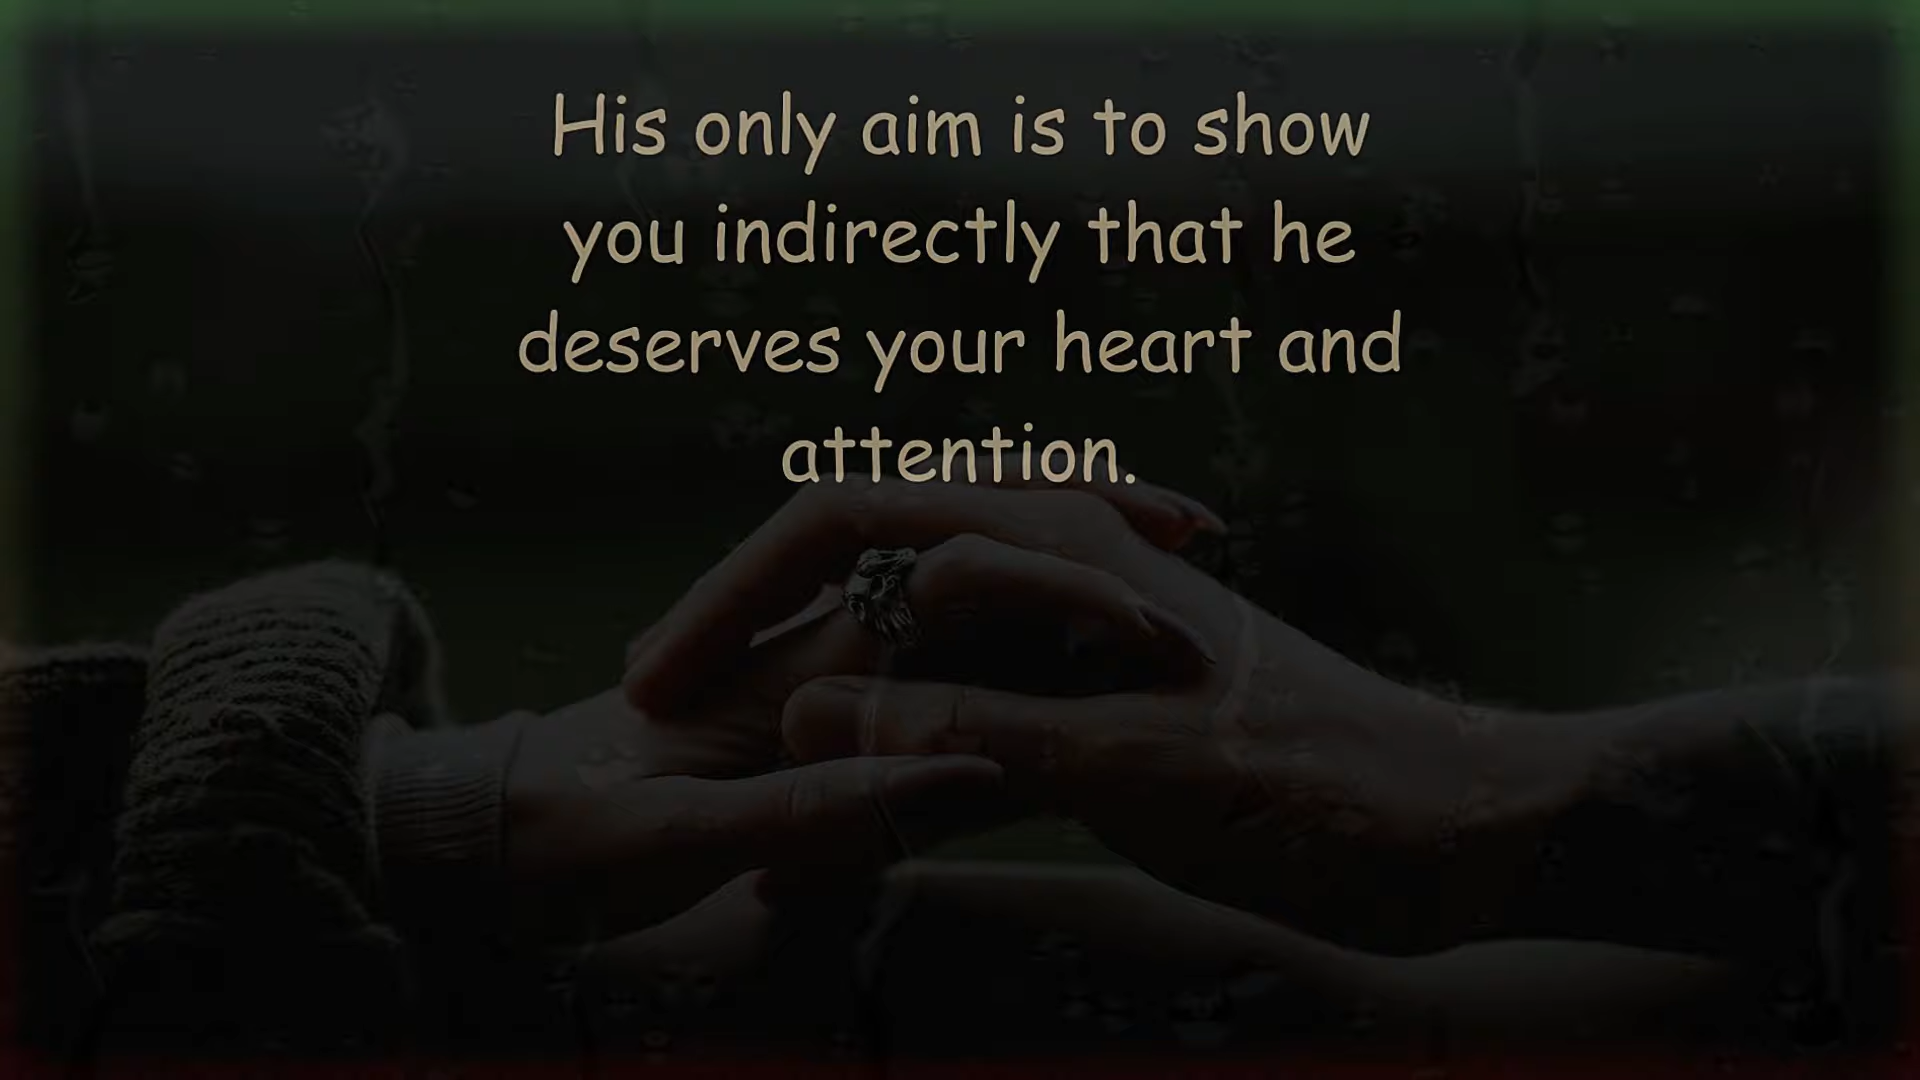 His only aim is to show
you indirectly that he
deserves your heart and
attention.